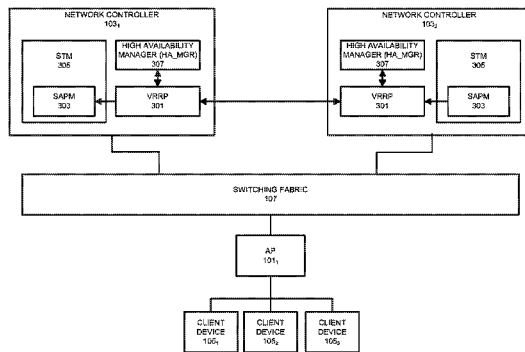 NETWORK CONTROLLER
103₁
STM
305
SAPM
303
HIGH AVAILABILITY
MANAGER (HA_MGR)
307
VRRP
301
NETWORK CONTROLLER
103₂
HIGH AVAILABILITY
MANAGER (HA_MGR)
307
VRRP
301
STM
305
SAPM
303
SWITCHING FABRIC
107
AP
101₁
CLIENT
DEVICE
105₁
CLIENT
DEVICE
105₂
CLIENT
DEVICE
105₃